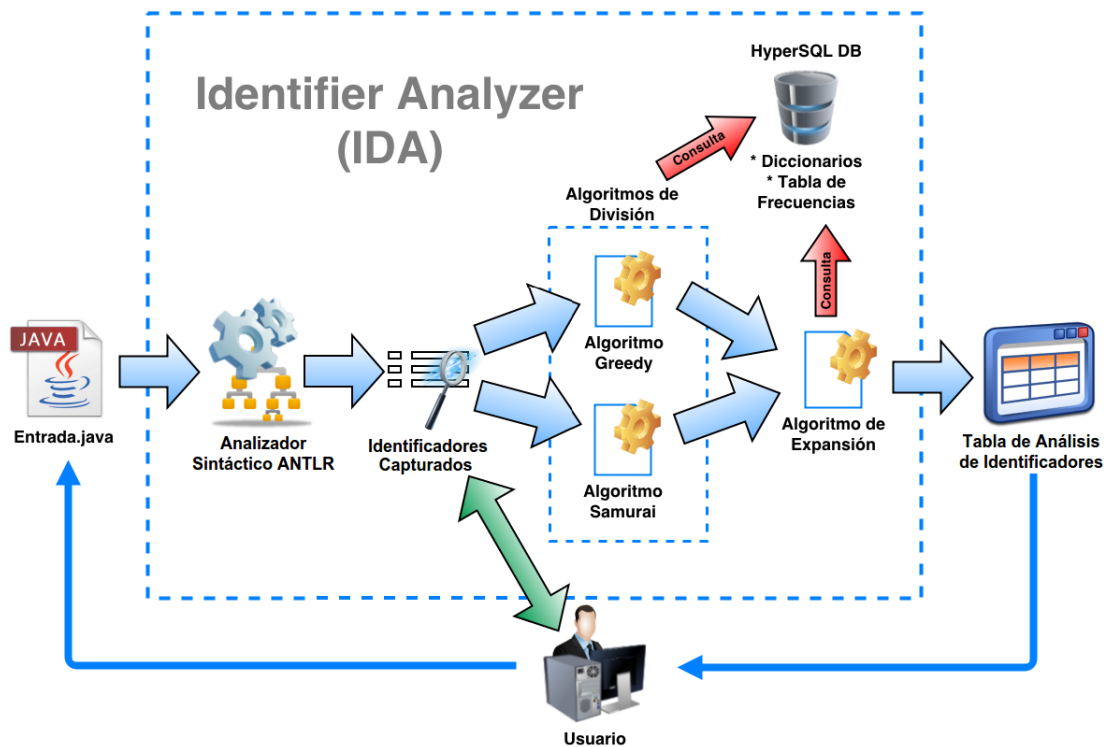 Identifier Analyzer
(IDA)
HyperSQL DB
Consulta
* Diccionarios
* Tabla de
Frecuencias
Algoritmos de
División
Consulta
JAVA
Entrada.java
Analizador
Sintáctico ANTLR
Identificadores
Capturados
Algoritmo
Greedy
Algoritmo
Samurai
Algoritmo de
Expansión
Tabla de Análisis
de Identificadores
Usuario